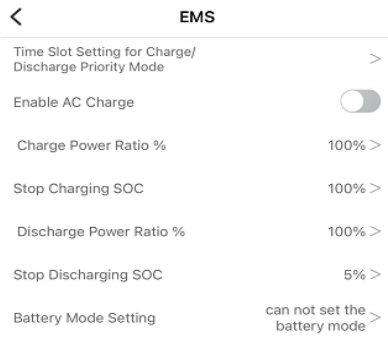 EMS
Time Slot Setting for Charge/
Discharge Priority Mode
Enable AC Charge
Charge Power Ratio %
100%
Stop Charging SOC
100%
Discharge Power Ratio %
100%
Stop Discharging SOC
5%
Battery Mode Setting
can not set the
battery mode